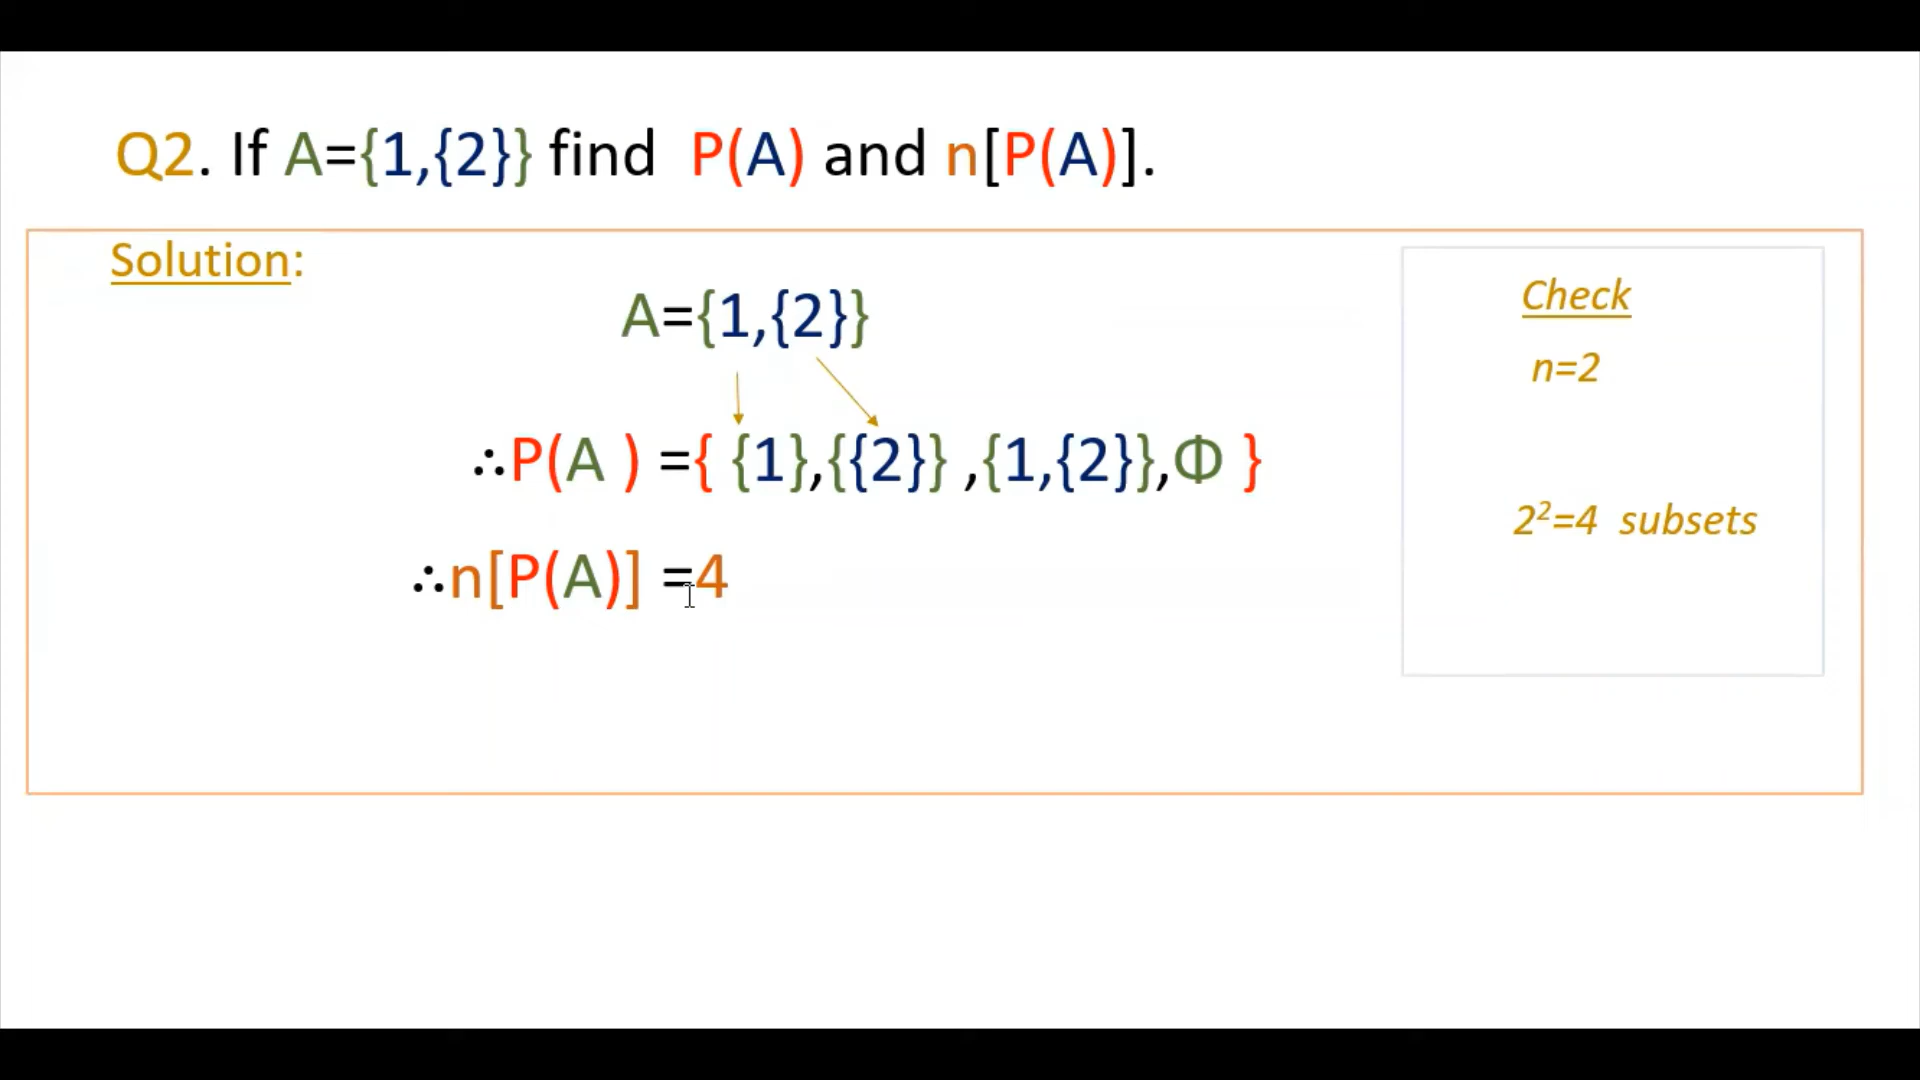 Q2. If A={1,{2}} find P(A) and n[P(A)].
Solution:
A={1,{2}}
∴P(A ) ={ {1},{{2}} ,{1,{2}},Φ }
∴n[P(A)] =4
Check
n=2
2²=4 subsets